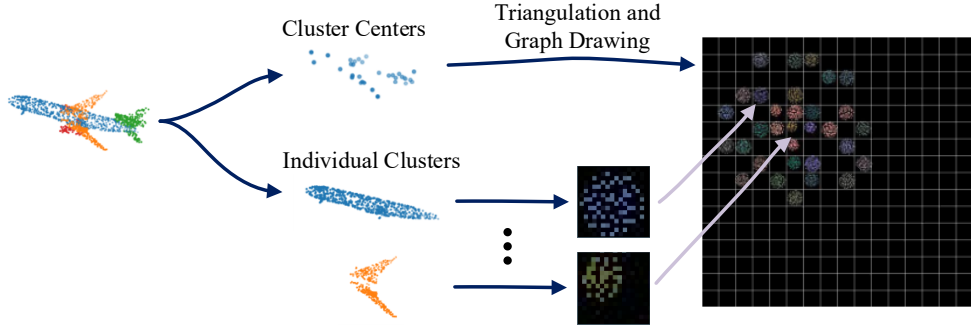 Cluster Centers
Triangulation and
Graph Drawing
Individual Clusters